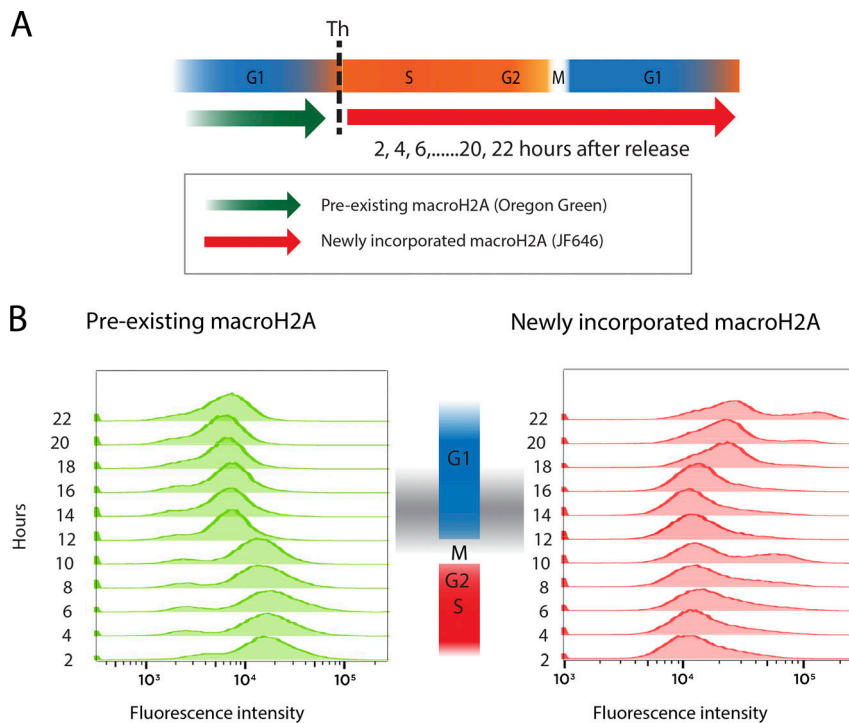 A
Th
G1
S
G2
M
G1
2, 4, 6,......20, 22 hours after release
Pre-existing macroH2A (Oregon Green)
Newly incorporated macroH2A (JF646)
B
Pre-existing macroH2A
Newly incorporated macroH2A
Hours
22
20
18
16
14
12
10
8
6
4
2
10³
10⁴
10⁵
Fluorescence intensity
G1
M
G2
S
22
20
18
16
14
12
10
8
6
4
2
10³
10⁴
10⁵
Fluorescence intensity